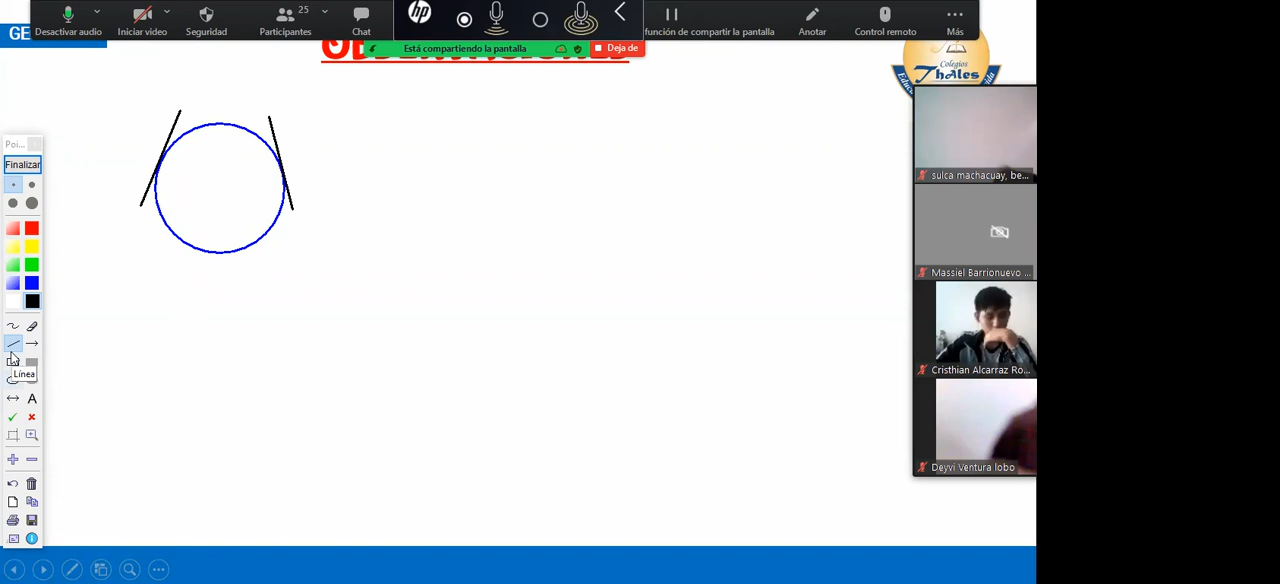 25
Desactivar audio
Iniciar video
Seguridad
Participantes
Chat
hp
función de compartir la pantalla
Anotar
Control remoto
Más
GE
Está compartiendo la pantalla
Deja de
Colegios
Thales
Poi...
Finalizar
Línea
A
sulca machacuay, be...
Massiel Barrionuevo ...
Cristhian Alcarraz Ro...
Deyvi Ventura lobo